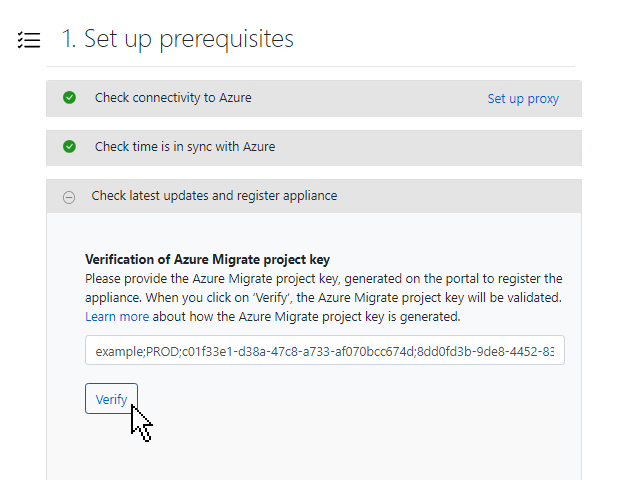 1. Set up prerequisites
Check connectivity to Azure
Set up proxy
Check time is in sync with Azure
Check latest updates and register appliance
Verification of Azure Migrate project key
Please provide the Azure Migrate project key, generated on the portal to register the
appliance. When you click on ‘Verify’, the Azure Migrate project key will be validated.
Learn more about how the Azure Migrate project key is generated.
example;PROD;c01f33e1-d38a-47c8-a733-af070bcc674d;8dd0fd3b-9de8-4452-83
Verify